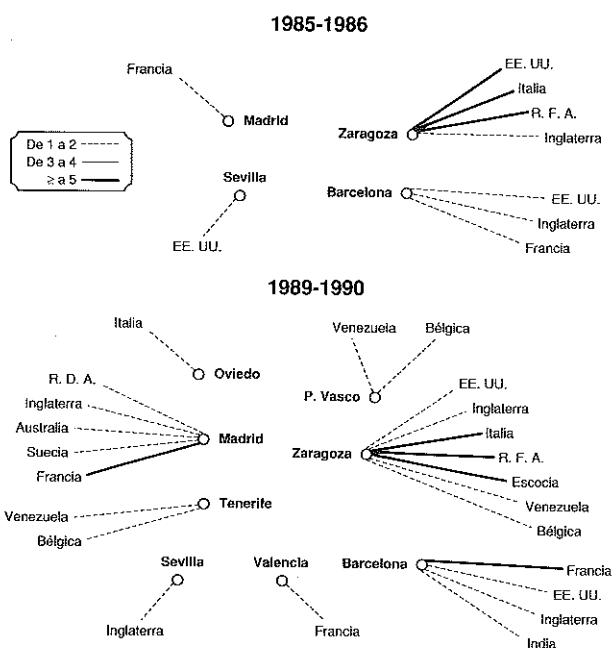 1985-1986
Francia
Madrid
EE. UU.
Italia
R. F. A.
Inglaterra
Zaragoza
De 1 a 2
De 3 a 4
≥ a 5
Sevilla
EE. UU.
Barcelona
EE. UU.
Inglaterra
Francia
1989-1990
Italia
Oviedo
Venezuela
Bélgica
P. Vasco
R. D. A.
Inglaterra
Australia
Suecia
Francia
Madrid
EE. UU.
Inglaterra
Italia
R. F. A.
Escocia
Venezuela
Bélgica
Zaragoza
Venezuela
Bélgica
Tenerife
Sevilla
Inglaterra
Valencia
Francia
Barcelona
Francia
EE. UU.
Inglaterra
India